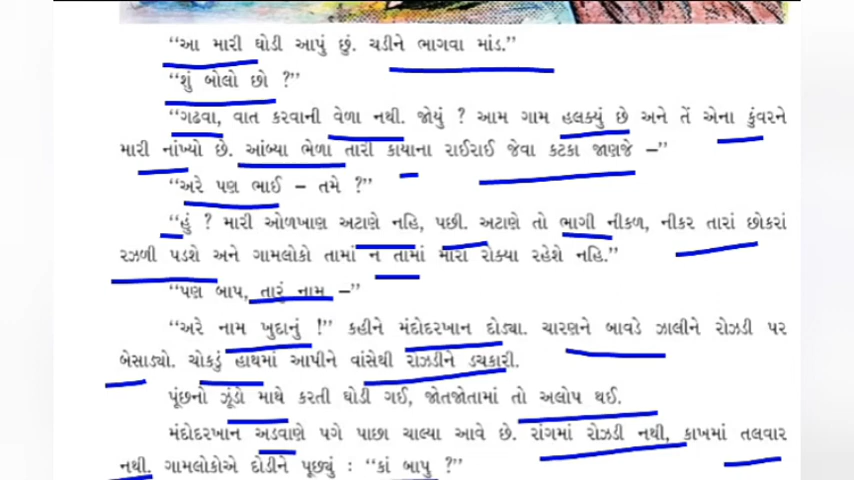 “આ મારી ઘોડી આપું છું. ચડીને ભાગવા માંડ.”
“શું બોલો છો ?”
“ગઢવા, વાત કરવાની વેળા નથી. જોયું ? આમ ગામ હલક્યું છે અને તેં એના કુંવરને
મારી નાંખ્યો છે. આંબ્યા ભેળા તારી કાયાના રાઈરાઈ જેવા કટકા જાણજે –”
“અરે પણ ભાઈ – તમે ?”
“હું ? મારી ઓળખાણ અટાણે નહિ, પછી. અટાણે તો ભાગી નીકળ, નીકર તારાં છોકરાં
રઝળી પડશે અને ગામલોકો તામાં ન તામાં મારા રોક્યા રહેશે નહિ.”
“પણ બાપ, તારું નામ –”
“અરે નામ ખુદાનું !” કહીને મંદોદરખાન દોડ્યા. ચારણને બાવડે ઝાલીને રોઝડી પર
બેસાડ્યો. ચોકડું હાથમાં આપીને વાંસેથી રોઝડીને ડચકારી.
પૂંછનો ઝૂંડો માથે કરતી ઘોડી ગઈ, જોતજોતામાં તો અલોપ થઈ.
મંદોદરખાન અડવાણે પગે પાછા ચાલ્યા આવે છે. રાંગમાં રોઝડી નથી, કાખમાં તલવાર
નથી. ગામલોકોએ દોડીને પૂછ્યું : “કાં બાપુ ?”